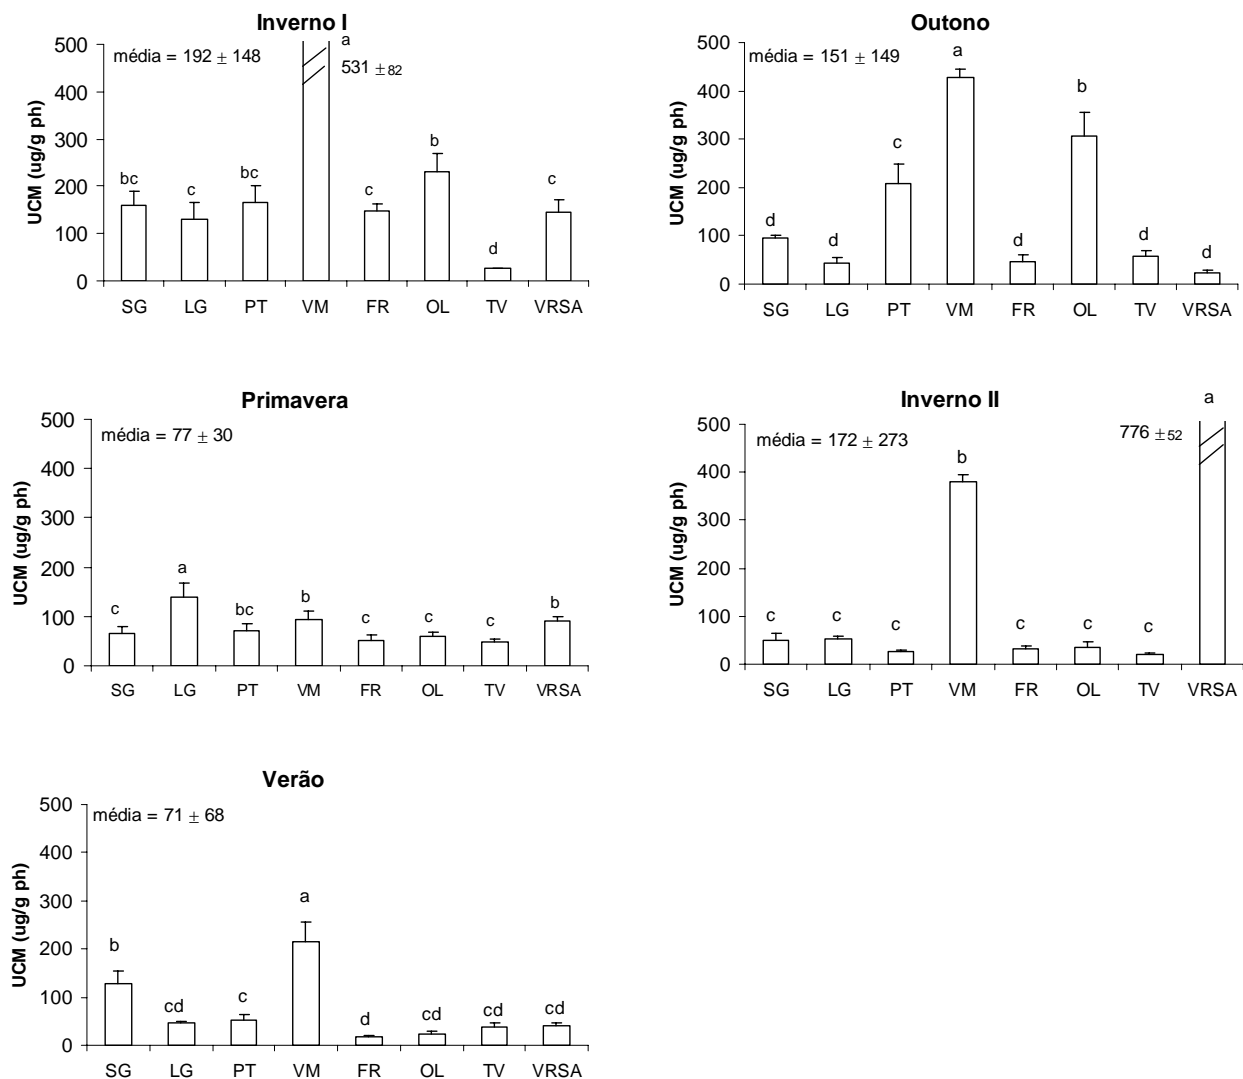 Inverno I
média = 192 ± 148
a
531 ±82
UCM (ug/g ph)
500
400
300
200
100
0
bc
c
bc
c
b
d
c
SG LG PT VM FR OL TV VRSA
Outono
média = 151 ± 149
UCM (ug/g ph)
500
400
300
200
100
0
d
d
c
a
d
b
d
d
SG LG PT VM FR OL TV VRSA
Primavera
média = 77 ± 30
UCM (ug/g ph)
500
400
300
200
100
0
c
a
bc
b
c
c
c
b
SG LG PT VM FR OL TV VRSA
Inverno II
média = 172 ± 273
776 ±52
a
UCM (ug/g ph)
500
400
300
200
100
0
c
c
c
b
c
c
c
SG LG PT VM FR OL TV VRSA
Verão
média = 71 ± 68
UCM (ug/g ph)
500
400
300
200
100
0
b
cd
c
a
d
cd
cd
cd
SG LG PT VM FR OL TV VRSA